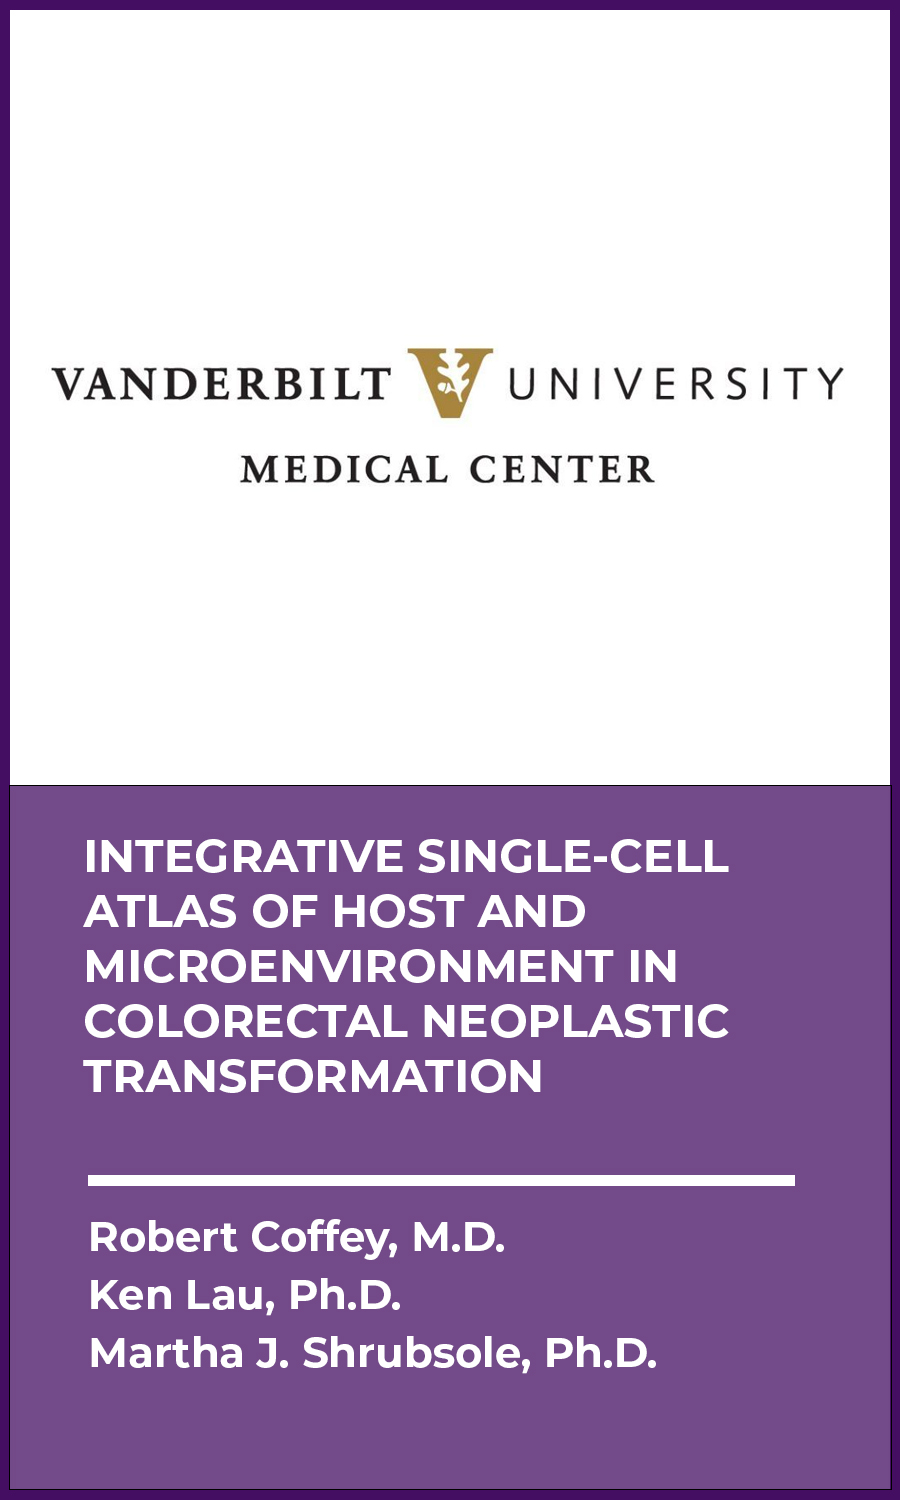 VANDERBILT V UNIVERSITY
MEDICAL CENTER
INTEGRATIVE SINGLE-CELL
ATLAS OF HOST AND
MICROENVIRONMENT IN
COLORECTAL NEOPLASTIC
TRANSFORMATION
Robert Coffey, M.D.
Ken Lau, Ph.D.
Martha J. Shrubsole, Ph.D.